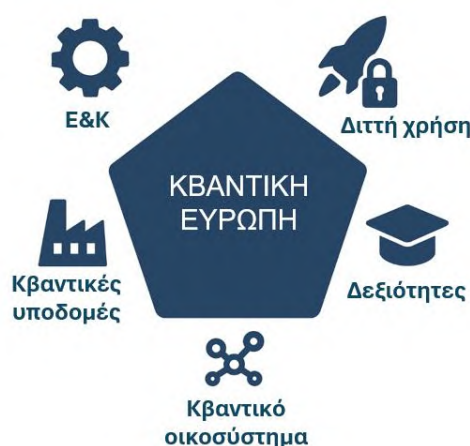 Ε&Κ
Διττή χρήση
ΚΒΑΝΤΙΚΗ
ΕΥΡΩΠΗ
Κβαντικές
υποδομές
Δεξιότητες
Κβαντικό
οικοσύστημα